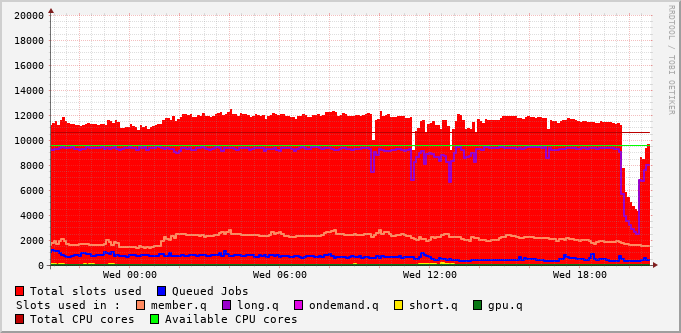 20000
18000
16000
14000
12000
10000
8000
6000
4000
2000
0
Wed 00:00 Wed 06:00 Wed 12:00 Wed 18:00
RRDTOOL / TOBI OETIKER
Total slots used Queued Jobs
Slots used in : member.q long.q ondemand.q short.q gpu.q
Total CPU cores Available CPU cores